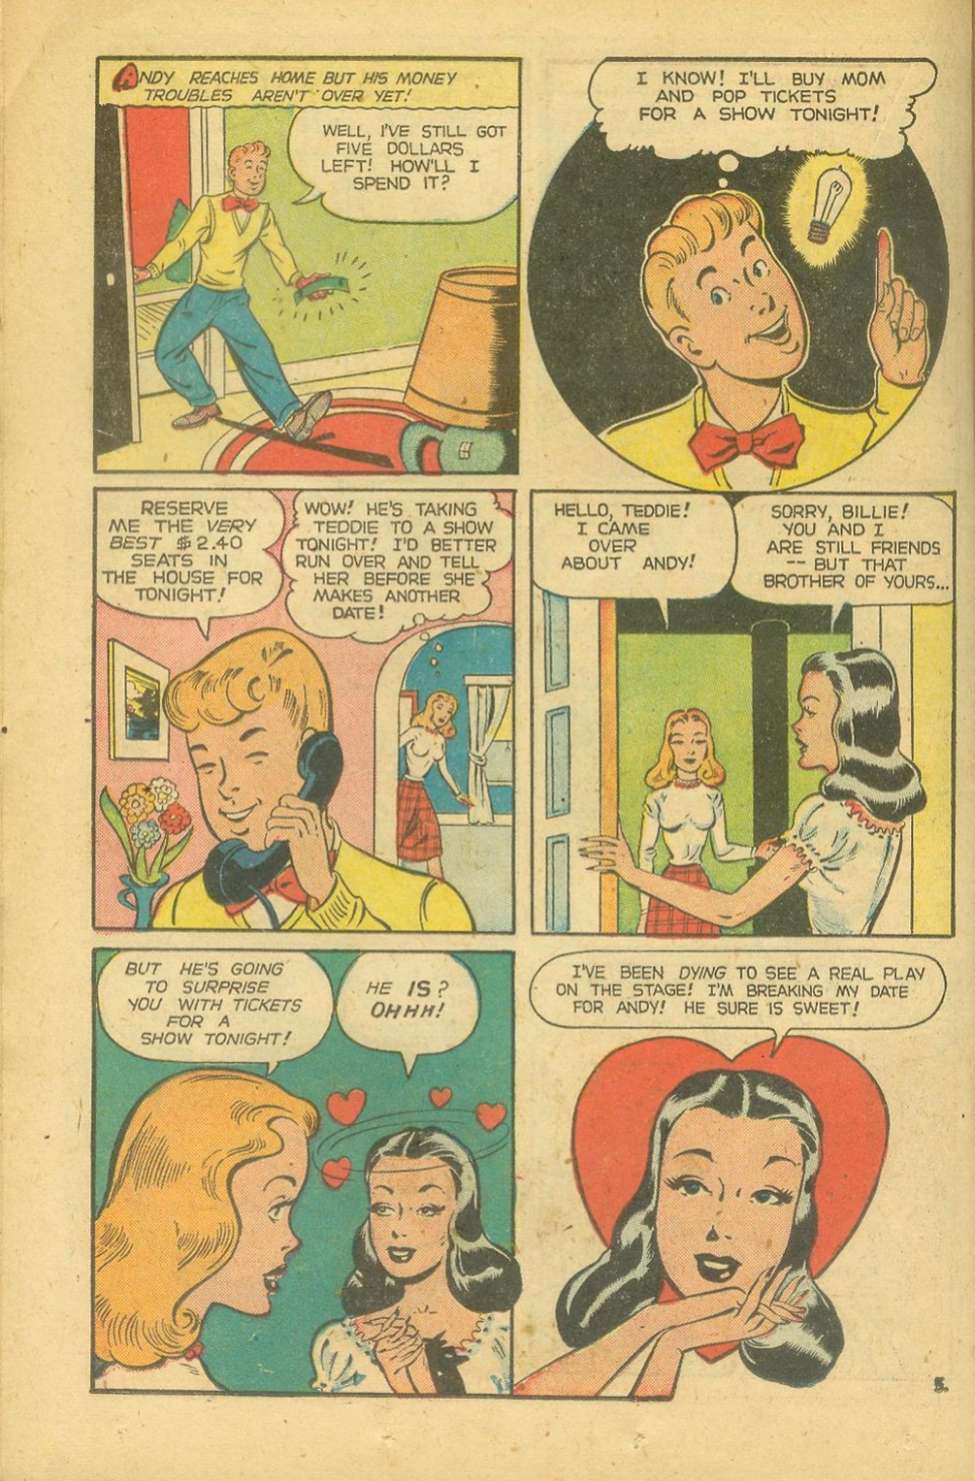 ANDY REACHES HOME BUT HIS MONEY
TROUBLES AREN'T OVER YET!
WELL, I'VE STILL GOT
FIVE DOLLARS
LEFT! HOW'LL I
SPEND IT?
I KNOW! I'LL BUY MOM
AND POP TICKETS
FOR A SHOW TONIGHT!
RESERVE
ME THE VERY
BEST $2.40
SEATS IN
THE HOUSE FOR
TONIGHT!
WOW! HE'S TAKING
TEDDIE TO A SHOW
TONIGHT! I'D BETTER
RUN OVER AND TELL
HER BEFORE SHE
MAKES ANOTHER
DATE!
HELLO, TEDDIE!
I CAME
OVER
ABOUT ANDY!
SORRY, BILLIE!
YOU AND I
ARE STILL FRIENDS
-- BUT THAT
BROTHER OF YOURS...
BUT HE'S GOING
TO SURPRISE
YOU WITH TICKETS
FOR A
SHOW TONIGHT!
HE IS?
OHHH!
I'VE BEEN DYING TO SEE A REAL PLAY
ON THE STAGE! I'M BREAKING MY DATE
FOR ANDY! HE SURE IS SWEET!
5.